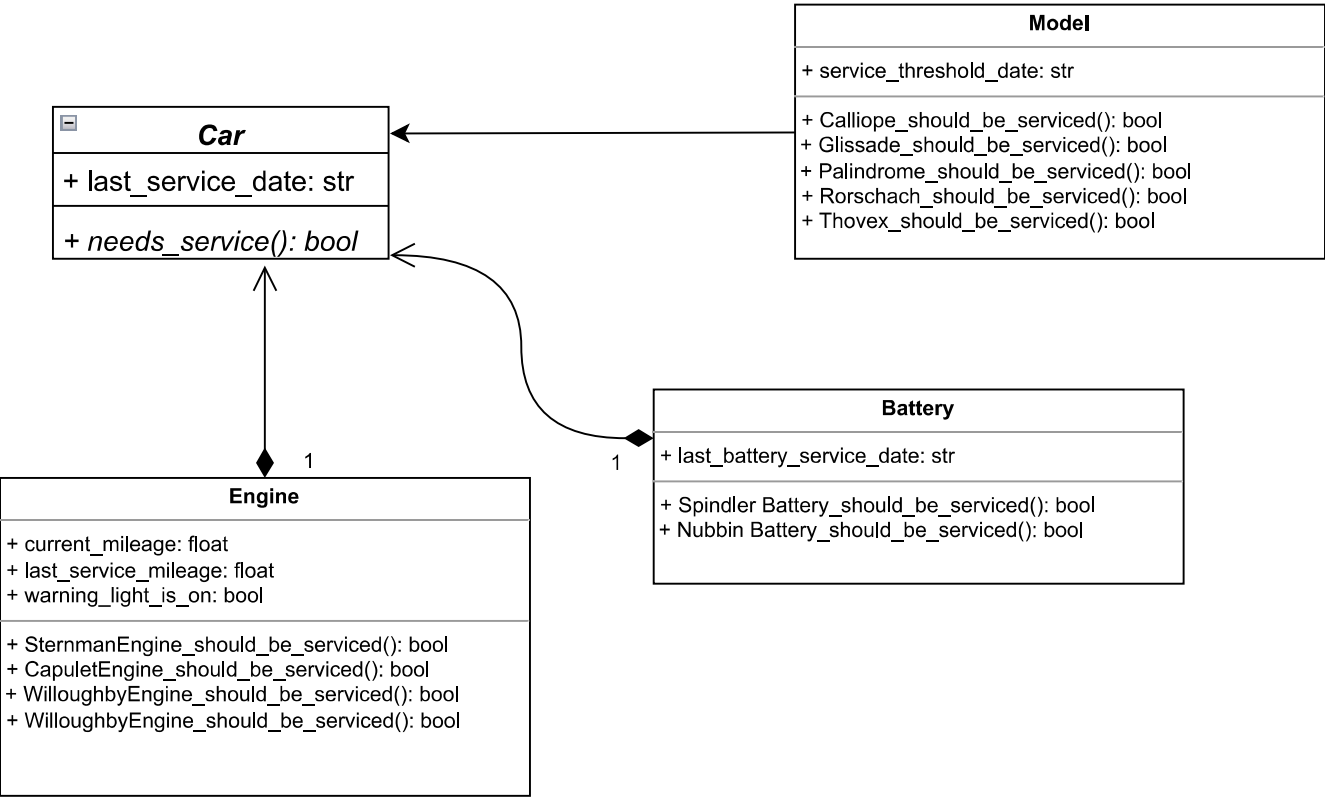 Model
+ service_threshold_date: str
+ Calliope_should_be_serviced(): bool
+ Glissade_should_be_serviced(): bool
+ Palindrome_should_be_serviced(): bool
+ Rorschach_should_be_serviced(): bool
+ Thovex_should_be_serviced(): bool
Car
+ last_service_date: str
+ needs_service(): bool
Battery
+ last_battery_service_date: str
+ Spindler Battery_should_be_serviced(): bool
+ Nubbin Battery_should_be_serviced(): bool
1
1
Engine
+ current_mileage: float
+ last_service_mileage: float
+ warning_light_is_on: bool
+ SternmanEngine_should_be_serviced(): bool
+ CapuletEngine_should_be_serviced(): bool
+ WilloughbyEngine_should_be_serviced(): bool
+ WilloughbyEngine_should_be_serviced(): bool